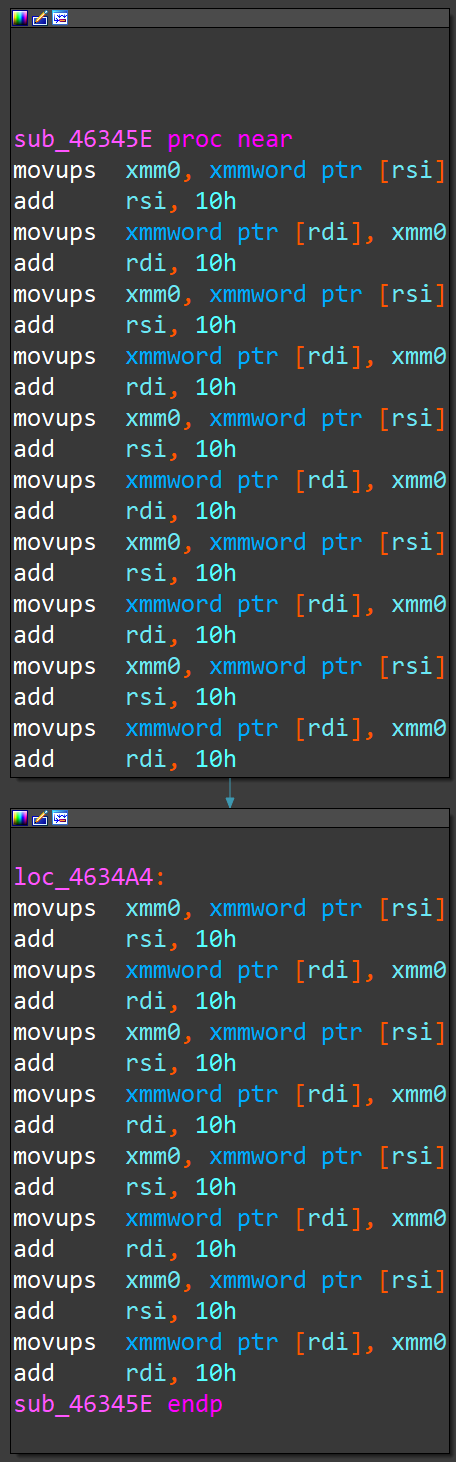 sub_46345E proc near
movups  xmm0, xmmword ptr [rsi]
add     rsi, 10h
movups  xmmword ptr [rdi], xmm0
add     rdi, 10h
movups  xmm0, xmmword ptr [rsi]
add     rsi, 10h
movups  xmmword ptr [rdi], xmm0
add     rdi, 10h
movups  xmm0, xmmword ptr [rsi]
add     rsi, 10h
movups  xmmword ptr [rdi], xmm0
add     rdi, 10h
movups  xmm0, xmmword ptr [rsi]
add     rsi, 10h
movups  xmmword ptr [rdi], xmm0
add     rdi, 10h
movups  xmm0, xmmword ptr [rsi]
add     rsi, 10h
movups  xmmword ptr [rdi], xmm0
add     rdi, 10h
loc_4634A4:
movups  xmm0, xmmword ptr [rsi]
add     rsi, 10h
movups  xmmword ptr [rdi], xmm0
add     rdi, 10h
movups  xmm0, xmmword ptr [rsi]
add     rsi, 10h
movups  xmmword ptr [rdi], xmm0
add     rdi, 10h
movups  xmm0, xmmword ptr [rsi]
add     rsi, 10h
movups  xmmword ptr [rdi], xmm0
add     rdi, 10h
movups  xmm0, xmmword ptr [rsi]
add     rsi, 10h
movups  xmmword ptr [rdi], xmm0
add     rdi, 10h
sub_46345E endp